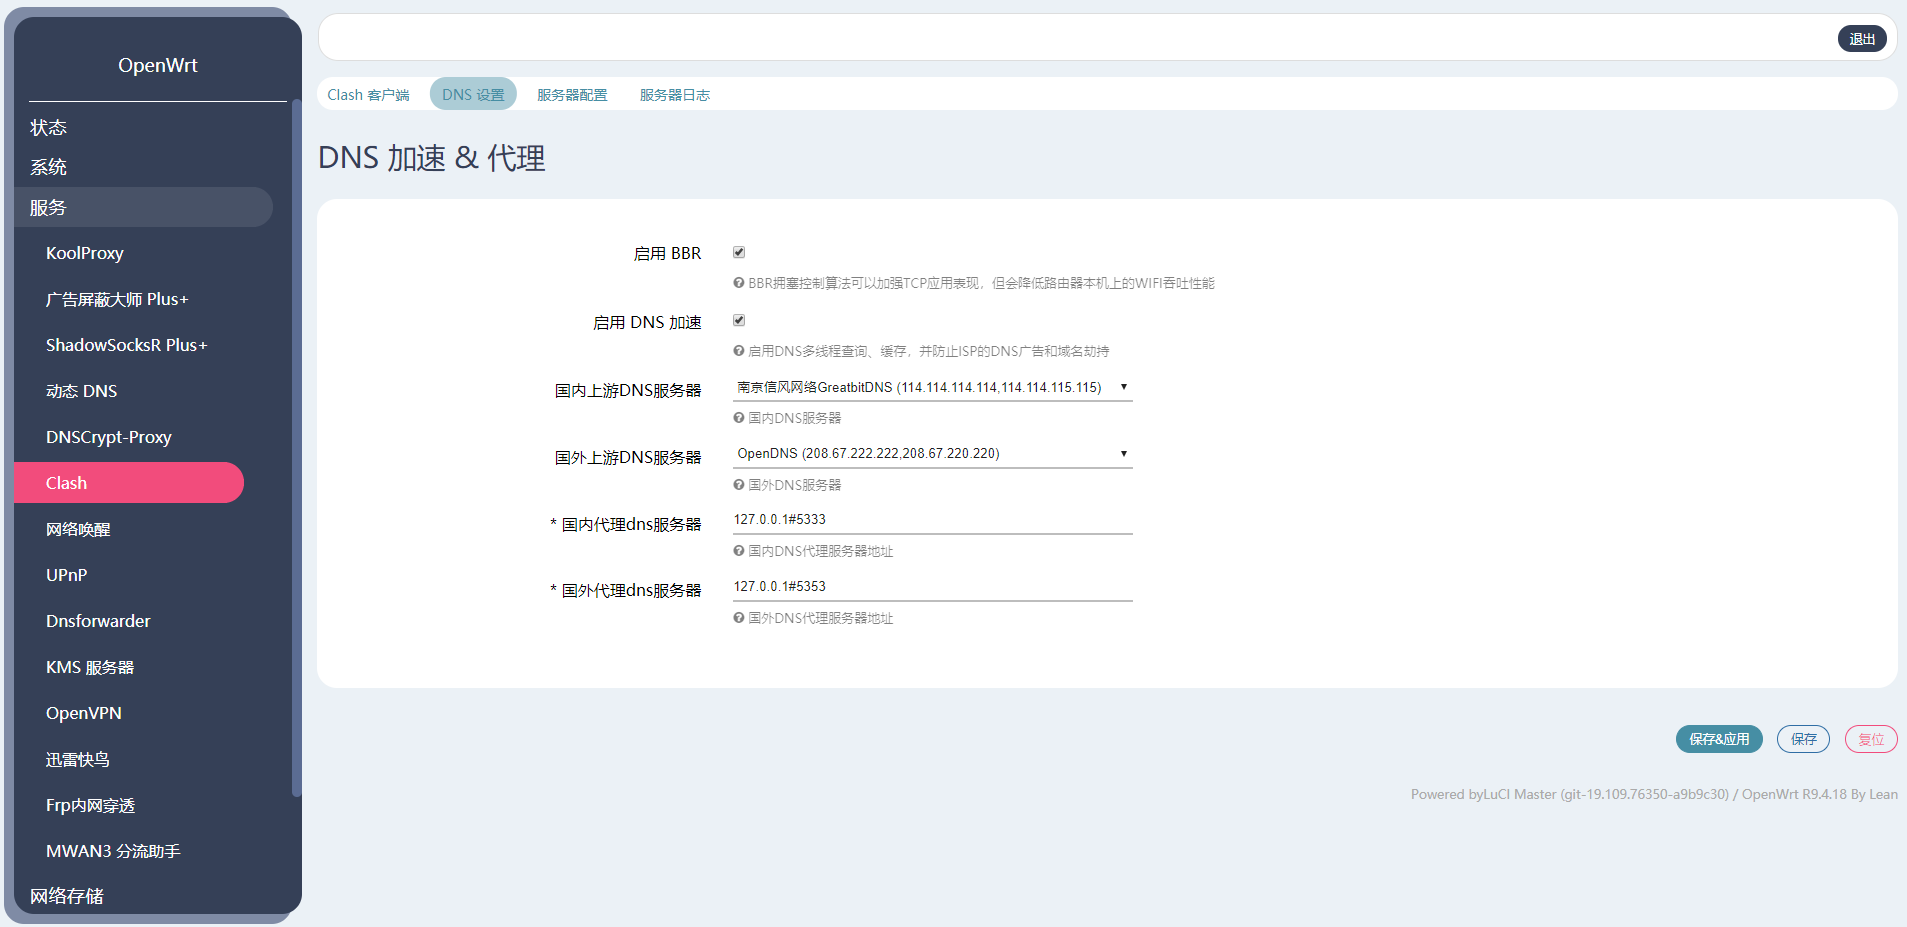 OpenWrt
状态
系统
服务
KoolProxy
广告屏蔽大师 Plus+
ShadowSocksR Plus+
动态 DNS
DNSCrypt-Proxy
Clash
网络唤醒
UPnP
Dnsforwarder
KMS 服务器
OpenVPN
迅雷快鸟
Frp内网穿透
MWAN3 分流助手
网络存储
退出
Clash 客户端
DNS 设置
服务器配置
服务器日志
DNS 加速 & 代理
启用 BBR
BBR拥塞控制算法可以加强TCP应用表现，但会降低路由器本机上的WIFI吞吐性能
启用 DNS 加速
启用DNS多线程查询、缓存，并防止ISP的DNS广告和域名劫持
国内上游DNS服务器
南京信风网络GreatbitDNS (114.114.114.114,114.114.115.115)
国内DNS服务器
国外上游DNS服务器
OpenDNS (208.67.222.222,208.67.220.220)
国外DNS服务器
* 国内代理dns服务器
127.0.0.1#5333
国内DNS代理服务器地址
* 国外代理dns服务器
127.0.0.1#5353
国外DNS代理服务器地址
保存&应用
保存
复位
Powered byLuCI Master (git-19.109.76350-a9b9c30) / OpenWrt R9.4.18 By Lean